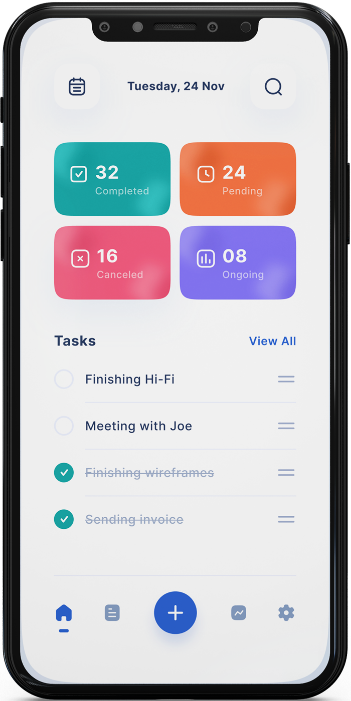 Tuesday, 24 Nov
32
Completed
24
Pending
16
Canceled
08
Ongoing
Tasks
View All
Finishing Hi-Fi
Meeting with Joe
Finishing wireframes
Sending invoice